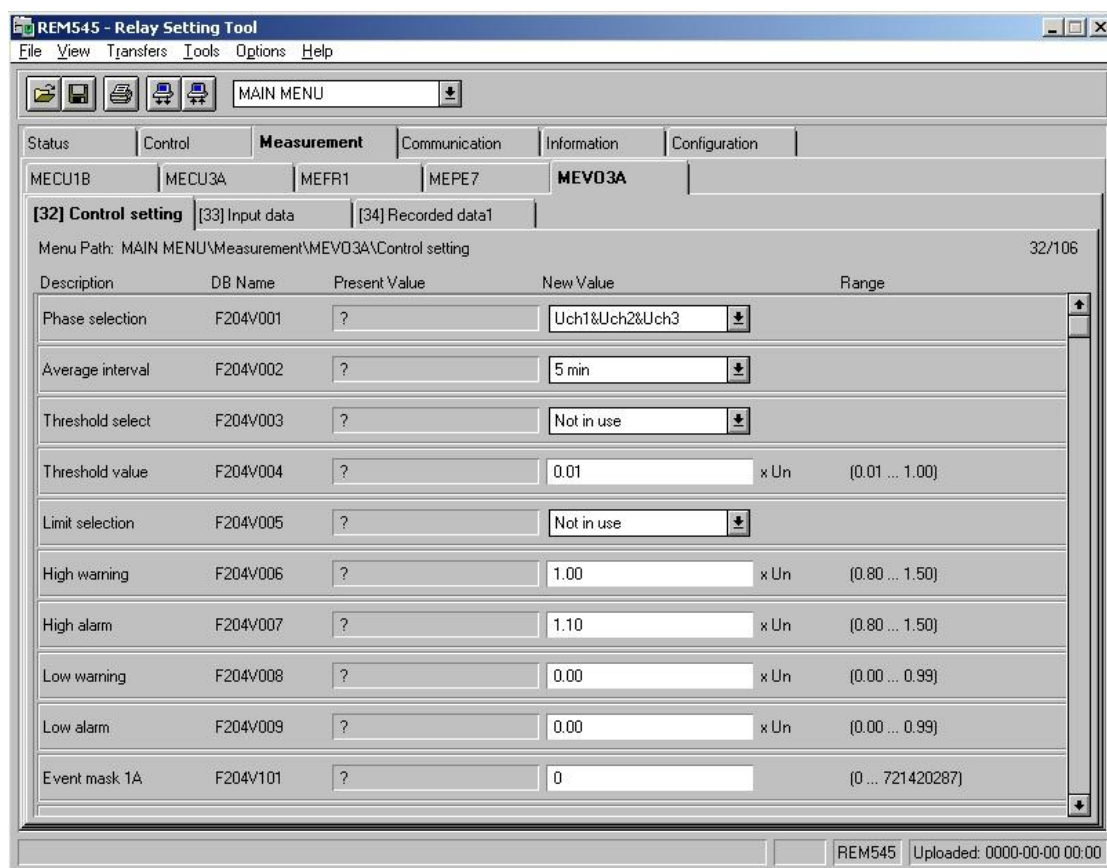 REM545 - Relay Setting Tool
File View Transfers Tools Options Help
MAIN MENU
Status Control Measurement Communication Information Configuration
MECU1B MECU3A MEFR1 MEPE7 MEVO3A
[32] Control setting [33] Input data [34] Recorded data1
Menu Path: MAIN MENU\Measurement\MEVO3A\Control setting 32/106
Description DB Name Present Value New Value Range
Phase selection F204V001 ? Uch1&Uch2&Uch3
Average interval F204V002 ? 5 min
Threshold select F204V003 ? Not in use
Threshold value F204V004 ? 0.01 x Un (0.01 ... 1.00)
Limit selection F204V005 ? Not in use
High warning F204V006 ? 1.00 x Un (0.80 ... 1.50)
High alarm F204V007 ? 1.10 x Un (0.80 ... 1.50)
Low warning F204V008 ? 0.00 x Un (0.00 ... 0.99)
Low alarm F204V009 ? 0.00 x Un (0.00 ... 0.99)
Event mask 1A F204V101 ? 0 (0 ... 721420287)
REM545 Uploaded: 0000-00-00 00:00